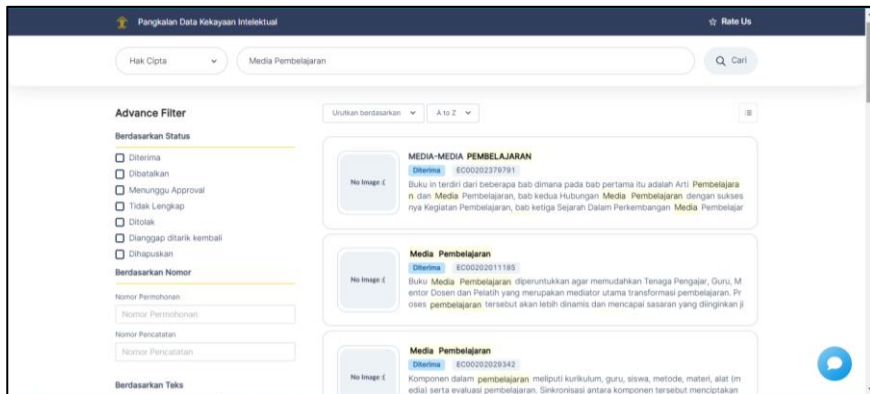 Pangkalan Data Kekayaan Intelektual
Rate Us
Hak Cipta
Media Pembelajaran
Cari
Advance Filter
Berdasarkan Status
Diterima
Dibatalkan
Menunggu Approval
Tidak Lengkap
Ditolak
Dianggap ditarik kembali
Dihapuskan
Berdasarkan Nomor
Nomor Permohonan
Nomor Permohonan
Nomor Pencatatan
Nomor Pencatatan
Berdasarkan Teks
Urutkan berdasarkan
A to Z
No Image :(
MEDIA-MEDIA PEMBELAJARAN
Diterima EC00202379791
Buku in terdiri dari beberapa bab dimana pada bab pertama itu adalah Arti Pembelajara
n dan Media Pembelajaran, bab kedua Hubungan Media Pembelajaran dengan sukses
nya Kegiatan Pembelajaran, bab ketiga Sejarah Dalam Perkembangan Media Pembelajar
No Image :(
Media Pembelajaran
Diterima EC00202011185
Buku Media Pembelajaran diperuntukkan agar memudahkan Tenaga Pengajar, Guru, M
entor Dosen dan Pelatih yang merupakan mediator utama transformasi pembelajaran. Pr
oses pembelajaran tersebut akan lebih dinamis dan mencapai sasaran yang diinginkan ji
No Image :(
Media Pembelajaran
Diterima EC00202029342
Komponen dalam pembelajaran meliputi kurikulum, guru, siswa, metode, materi, alat (m
edia) serta evaluasi pembelajaran. Sinkronisasi antara komponen tersebut menciptakan